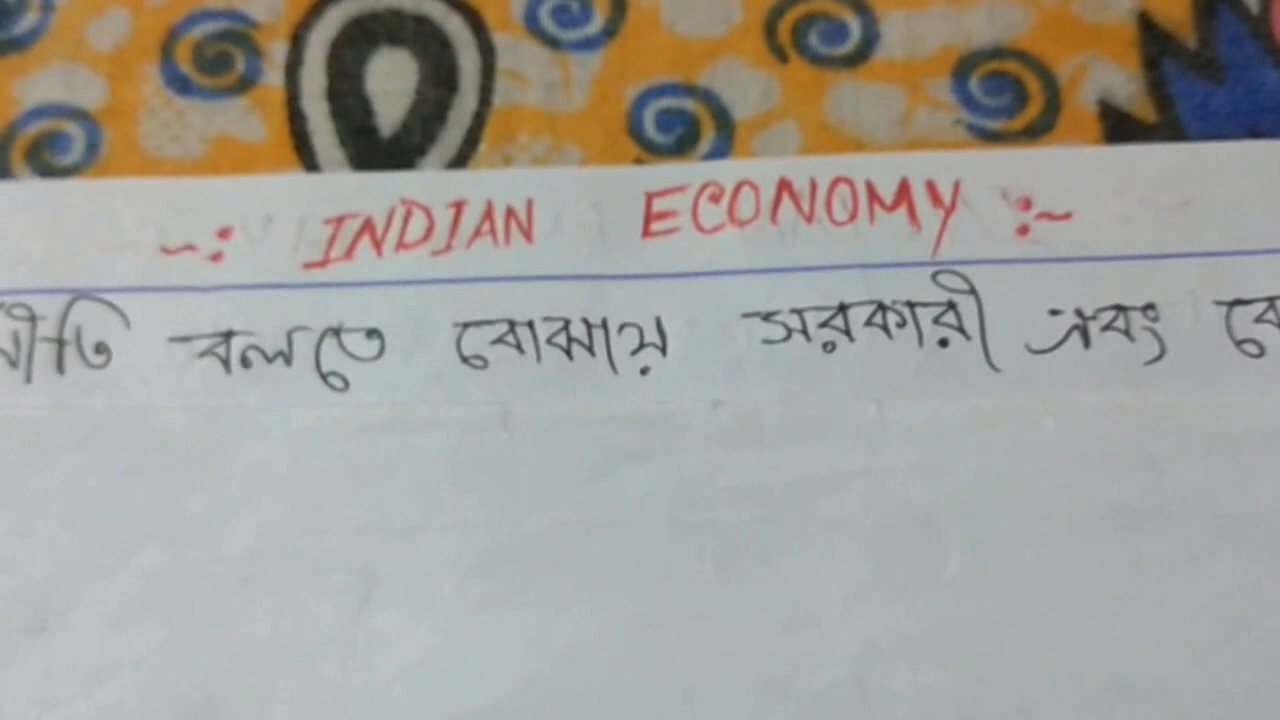 ~: INDIAN ECONOMY :~
নীতি বলতে বোঝায় সরকারী এবং বে